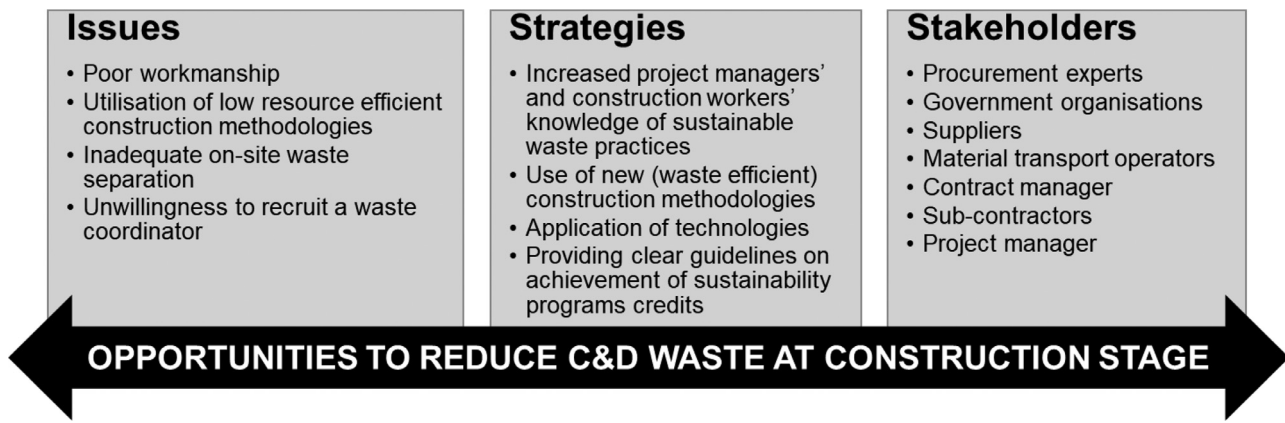 Issues
• Poor workmanship
• Utilisation of low resource efficient
construction methodologies
• Inadequate on-site waste
separation
• Unwillingness to recruit a waste
coordinator
Strategies
• Increased project managers’
and construction workers’
knowledge of sustainable
waste practices
• Use of new (waste efficient)
construction methodologies
• Application of technologies
• Providing clear guidelines on
achievement of sustainability
programs credits
Stakeholders
• Procurement experts
• Government organisations
• Suppliers
• Material transport operators
• Contract manager
• Sub-contractors
• Project manager
OPPORTUNITIES TO REDUCE C&D WASTE AT CONSTRUCTION STAGE